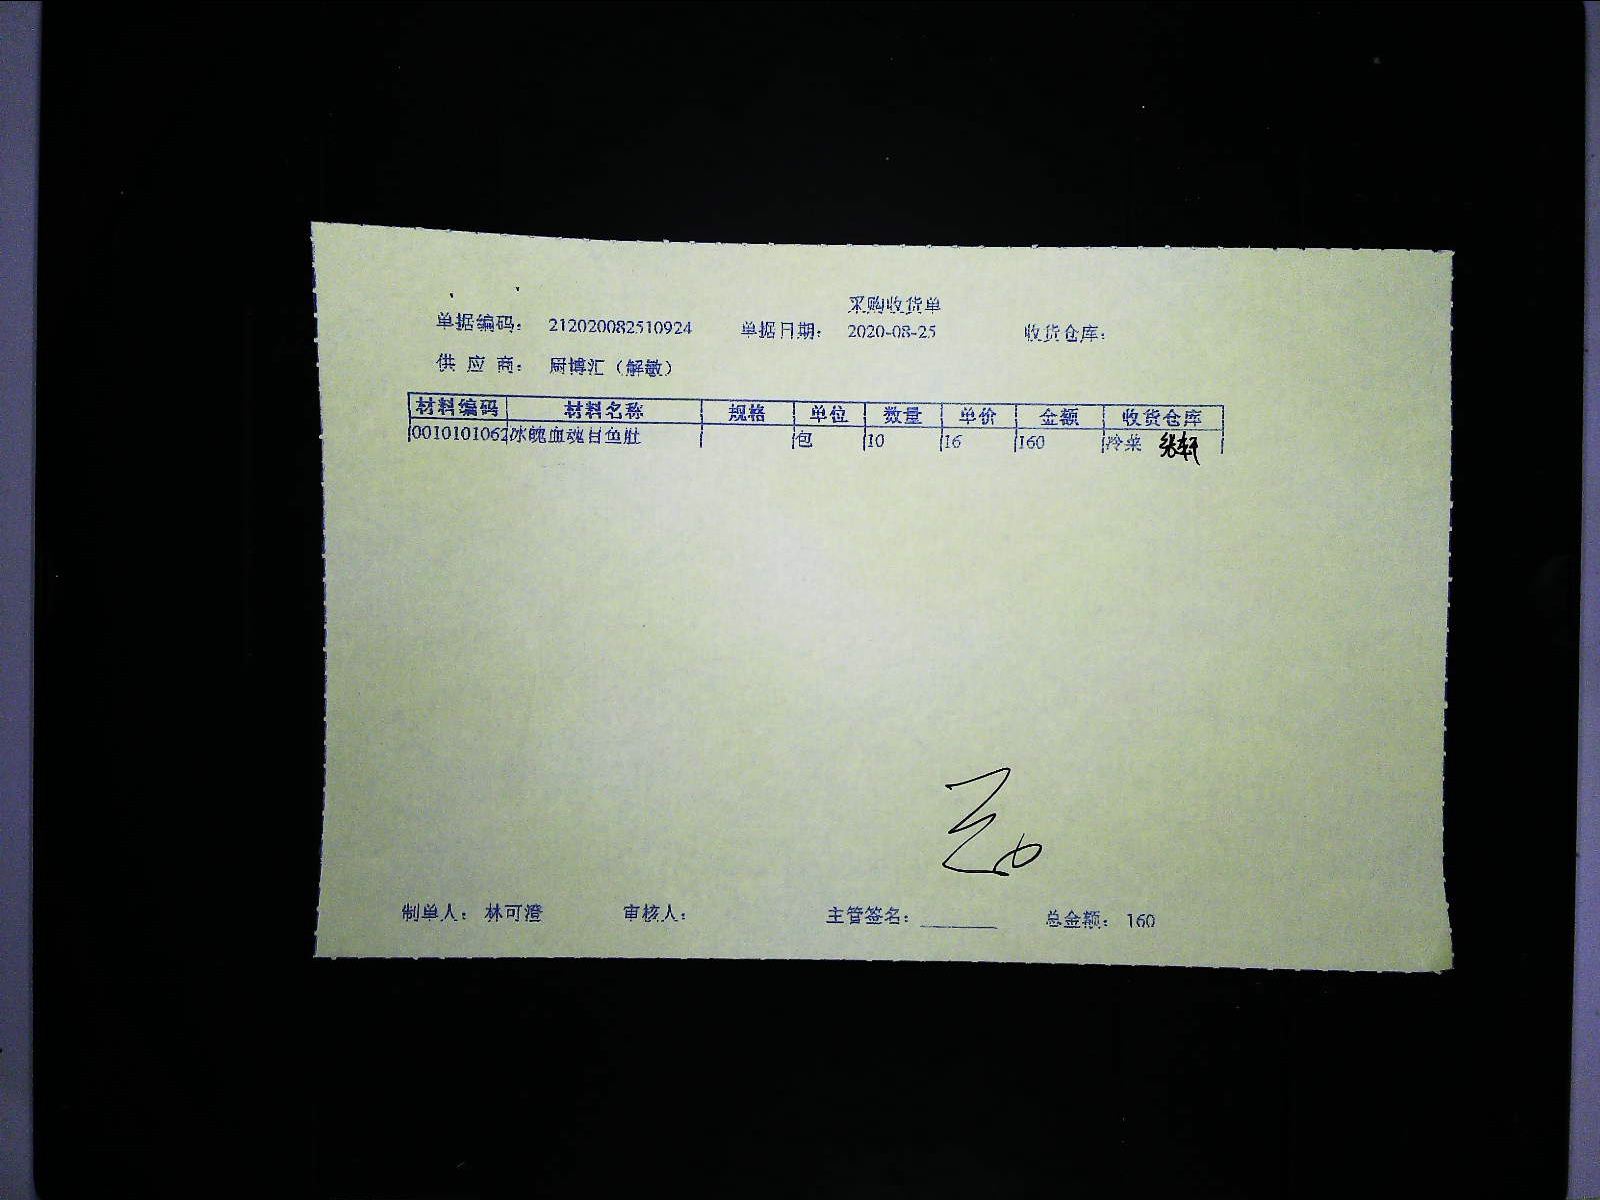 采购收货单
单据编码: 212020082510924 单据日期: 2020-08-25 收货仓库:
供 应 商: 厨博汇（解敏）
材料编码 材料名称 规格 单位 数量 单价 金额 收货仓库
0010101062 冰魄血魂目鱼肚 包 10 16 160 冷菜 张轩
制单人: 林可澄 审核人: 主管签名: 总金额: 160